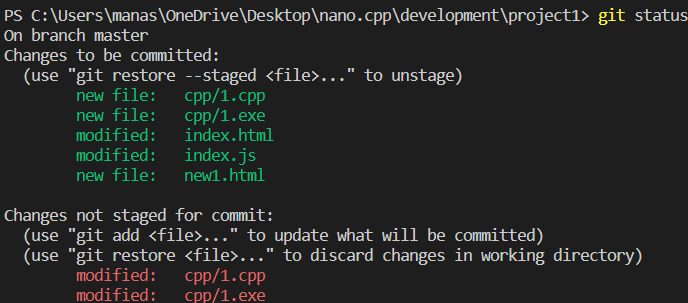 PS C:\Users\manas\OneDrive\Desktop\nano.cpp\development\project1> git status
On branch master
Changes to be committed:
  (use "git restore --staged <file>..." to unstage)
        new file:   cpp/1.cpp
        new file:   cpp/1.exe
        modified:   index.html
        modified:   index.js
        new file:   new1.html

Changes not staged for commit:
  (use "git add <file>..." to update what will be committed)
  (use "git restore <file>..." to discard changes in working directory)
        modified:   cpp/1.cpp
        modified:   cpp/1.exe